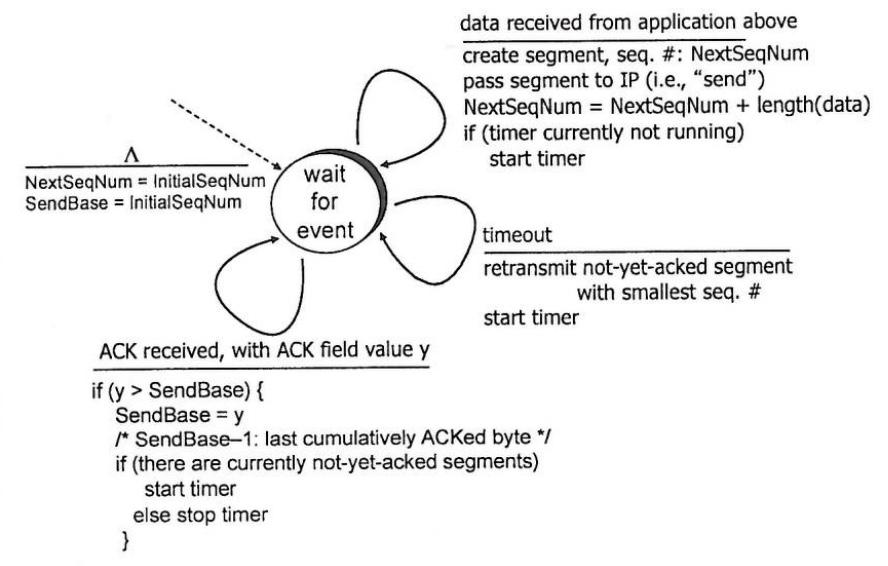 data received from application above
create segment, seq. #: NextSeqNum
pass segment to IP (i.e., “send”)
NextSeqNum = NextSeqNum + length(data)
if (timer currently not running)
start timer
Λ
NextSeqNum = InitialSeqNum
SendBase = InitialSeqNum
wait
for
event
timeout
retransmit not-yet-acked segment
with smallest seq. #
start timer
ACK received, with ACK field value y
if (y > SendBase) {
SendBase = y
/* SendBase–1: last cumulatively ACKed byte */
if (there are currently not-yet-acked segments)
start timer
else stop timer
}